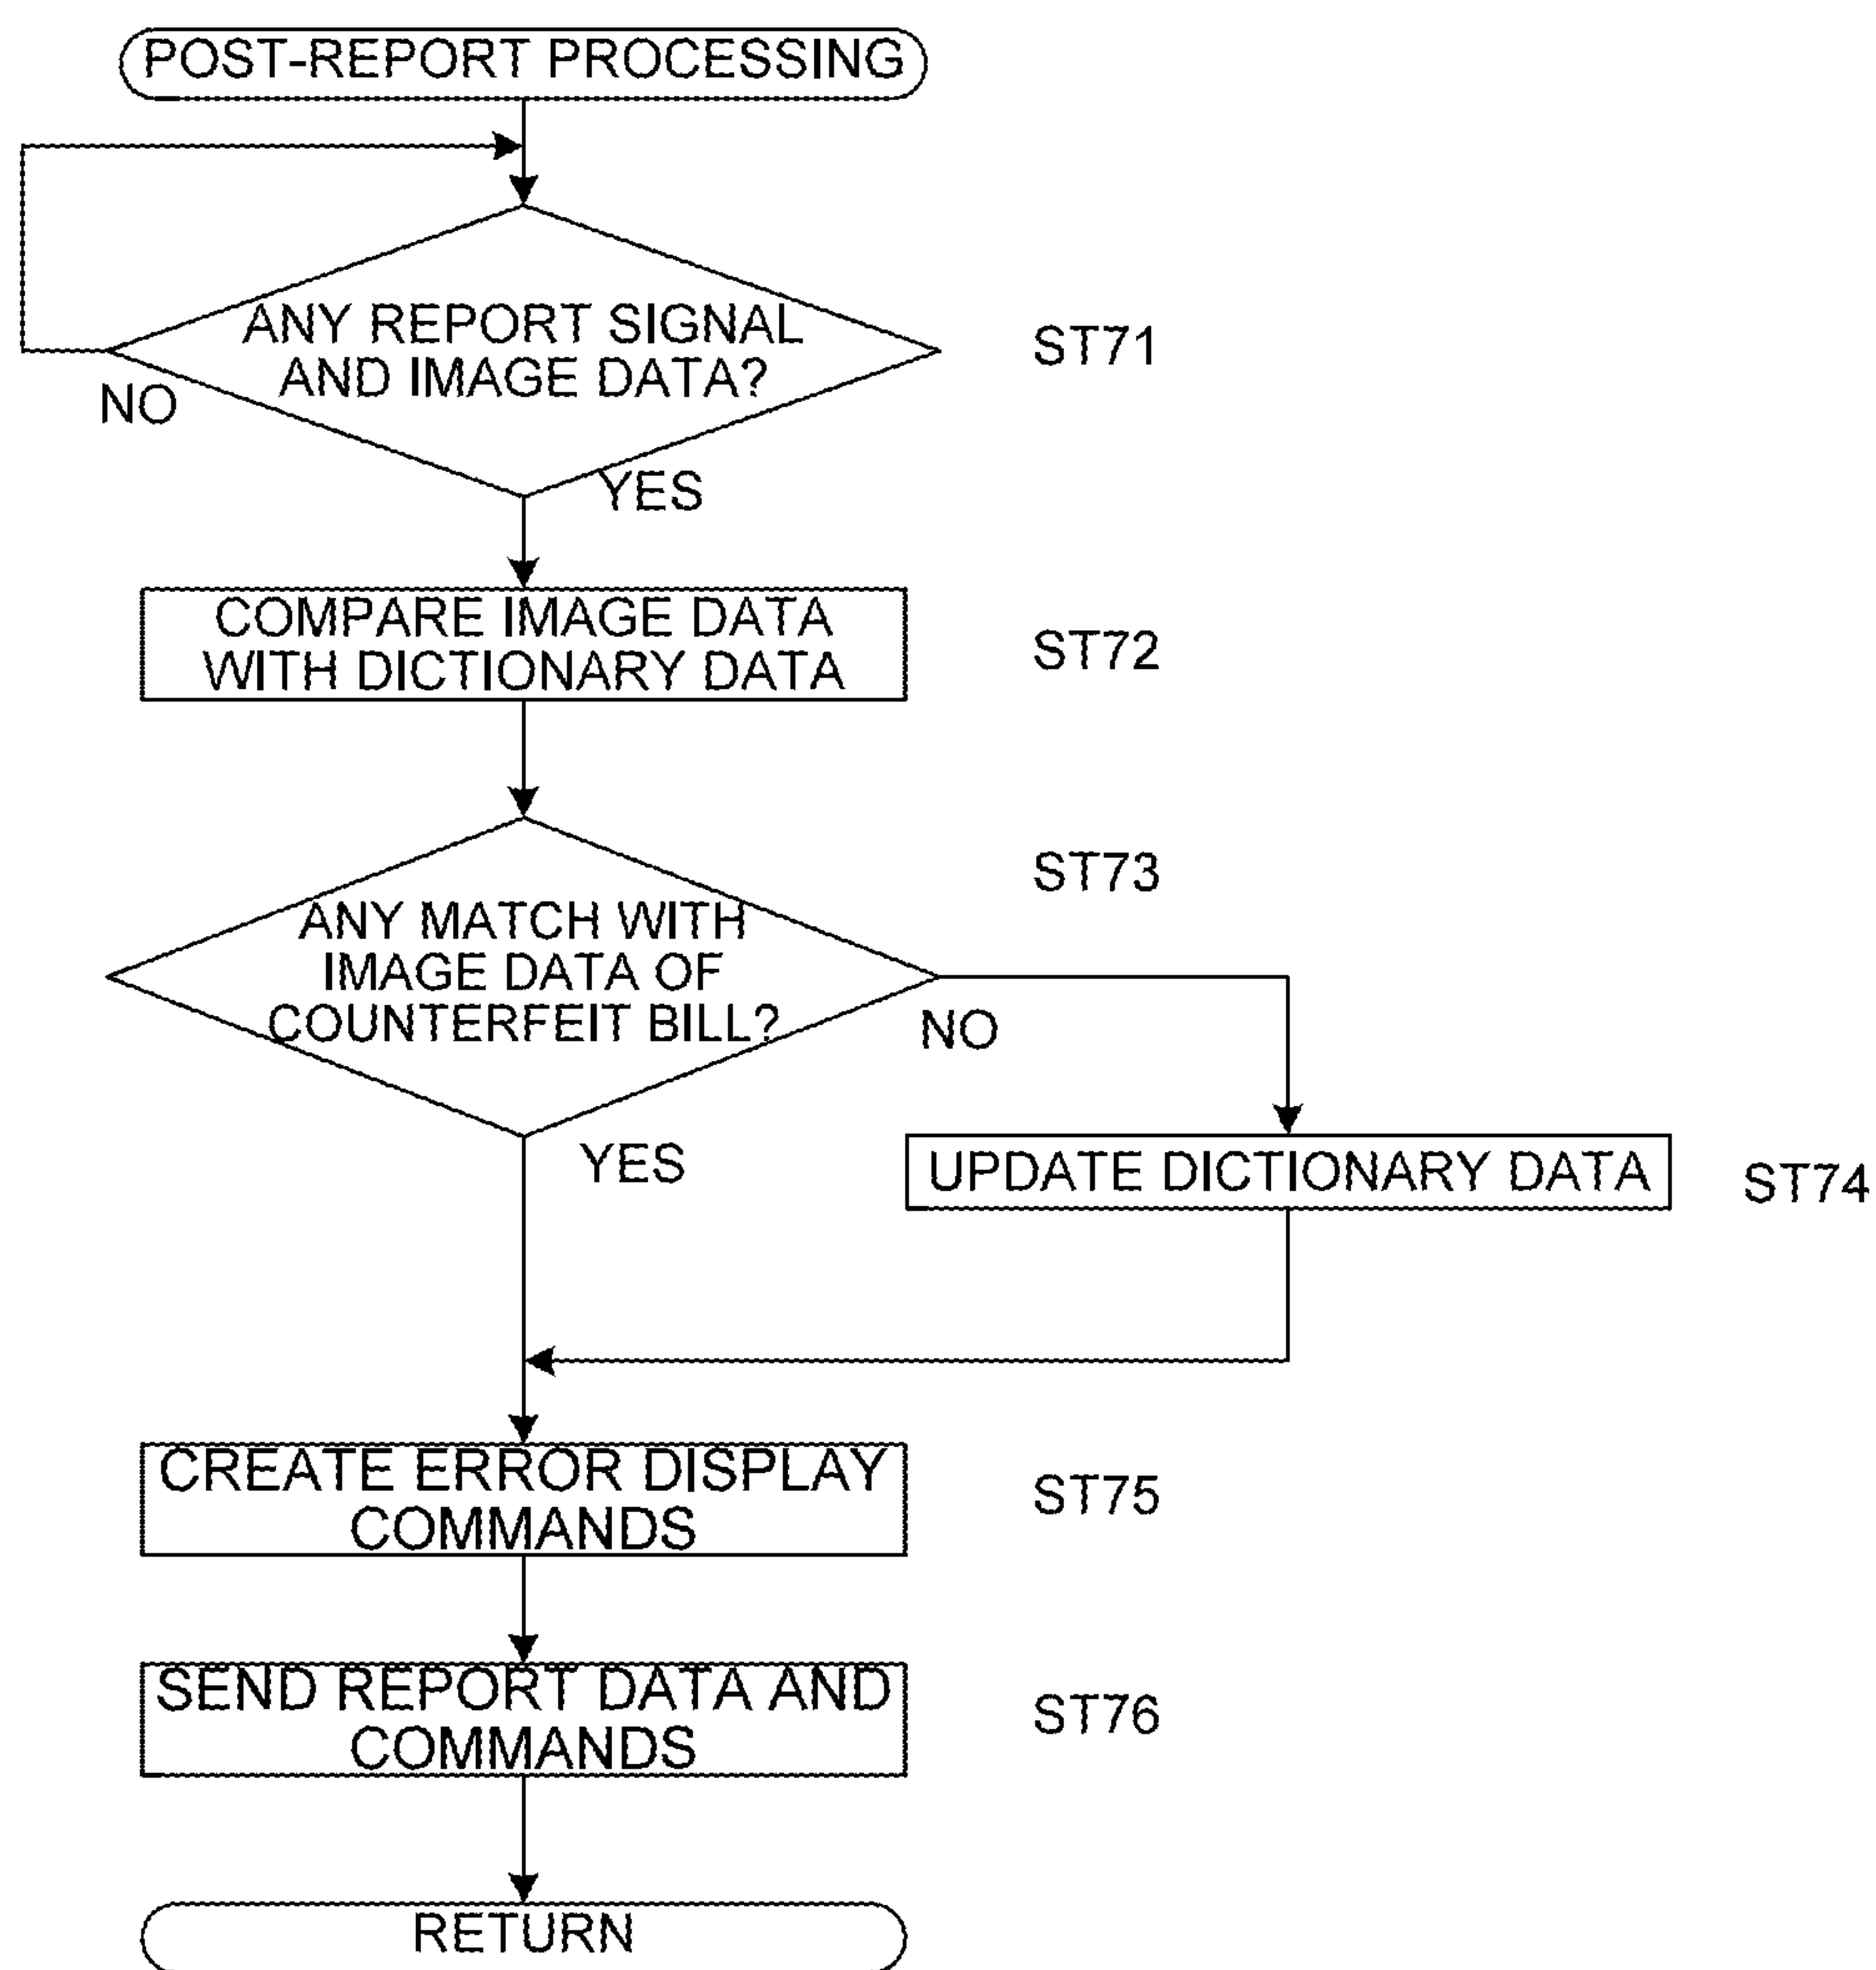 POST-REPORT PROCESSING
ANY REPORT SIGNAL
AND IMAGE DATA?
ST71
NO
YES
COMPARE IMAGE DATA
WITH DICTIONARY DATA
ST72
ST73
ANY MATCH WITH
IMAGE DATA OF
COUNTERFEIT BILL?
NO
YES
UPDATE DICTIONARY DATA
ST74
CREATE ERROR DISPLAY
COMMANDS
ST75
SEND REPORT DATA AND
COMMANDS
ST76
RETURN